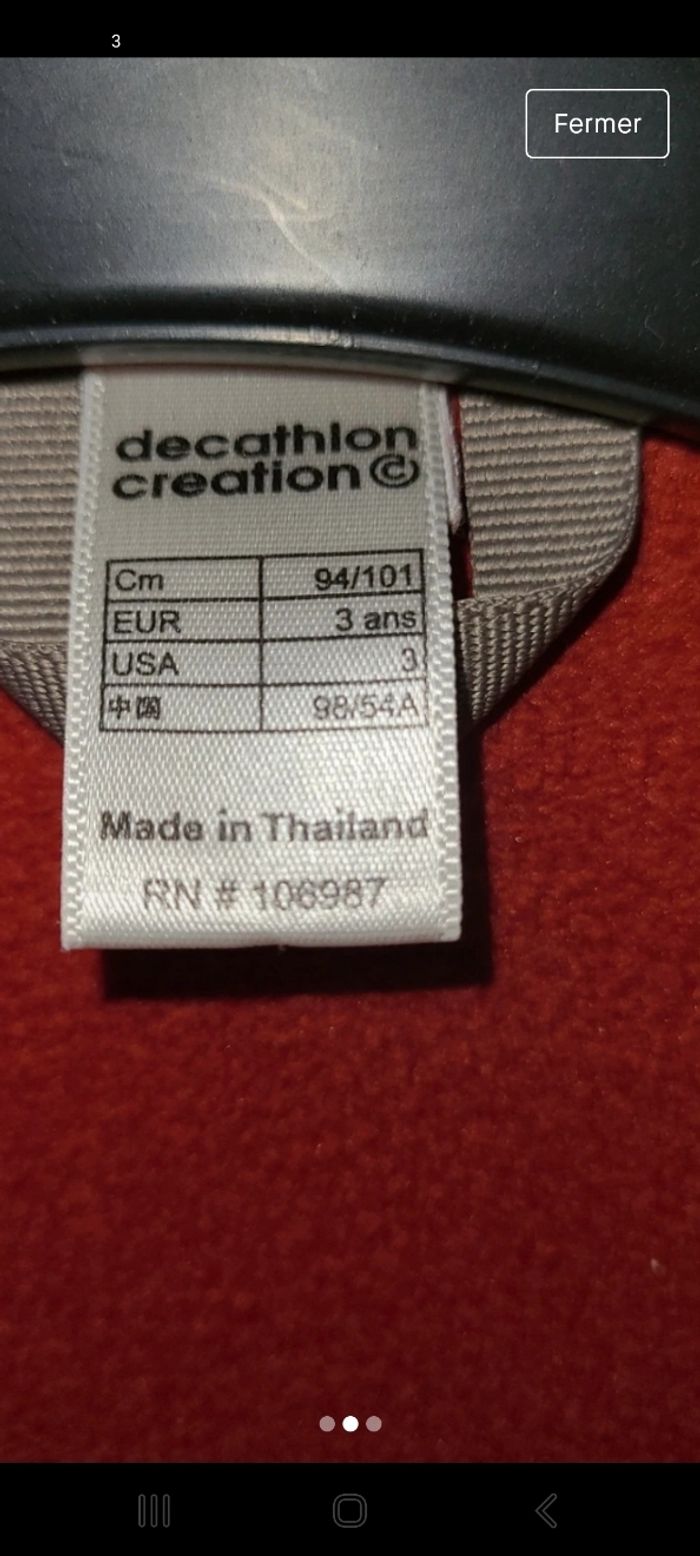 3
Fermer
decathlon
creation
Cm 94/101
EUR 3 ans
USA 3
中国 98/54A
Made in Thailand
RN # 106987